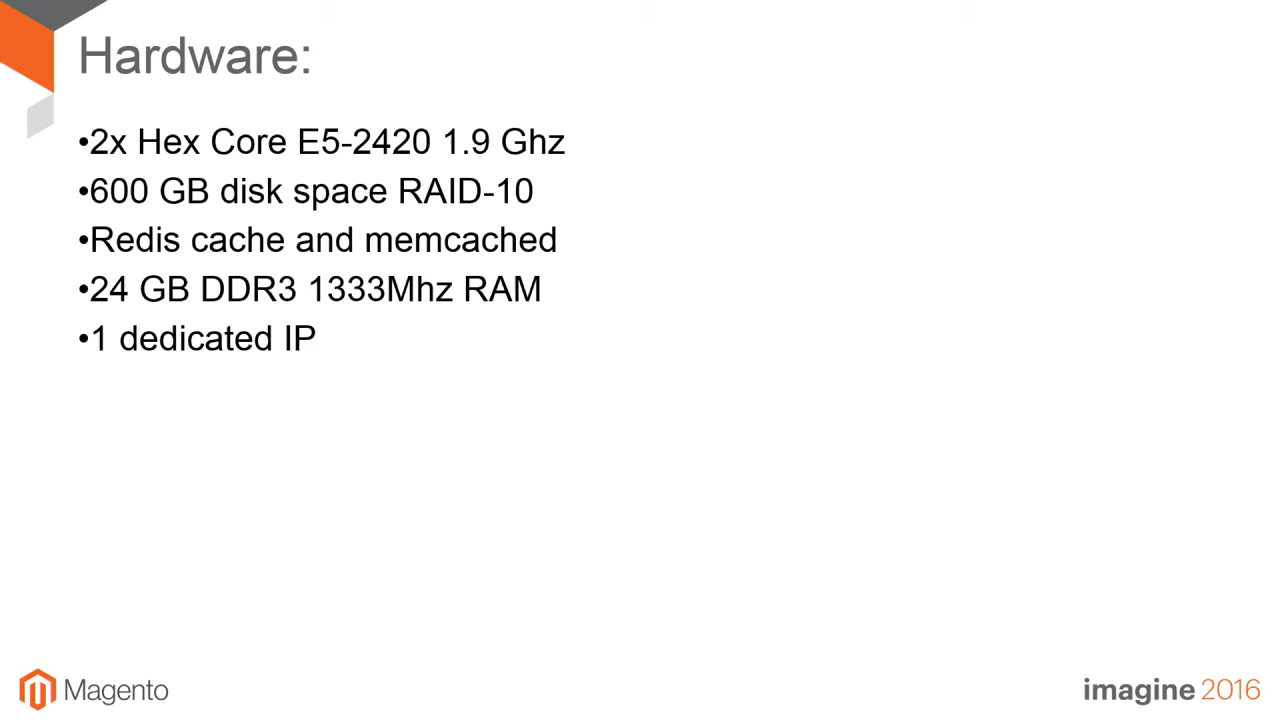 Hardware:
•2x Hex Core E5-2420 1.9 Ghz
•600 GB disk space RAID-10
•Redis cache and memcached
•24 GB DDR3 1333Mhz RAM
•1 dedicated IP
Magento
imagine 2016